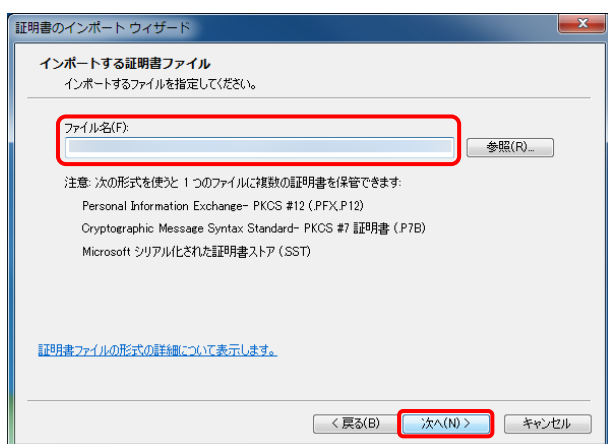 証明書のインポート ウィザード
インポートする証明書ファイル
インポートするファイルを指定してください。
ファイル名(F):
参照(R)...
注意: 次の形式を使うと 1 つのファイルに複数の証明書を保管できます:
Personal Information Exchange- PKCS #12 (.PFX,.P12)
Cryptographic Message Syntax Standard- PKCS #7 証明書 (.P7B)
Microsoft シリアル化された証明書ストア (.SST)
証明書ファイルの形式の詳細について表示します。
< 戻る(B)
次へ(N) >
キャンセル